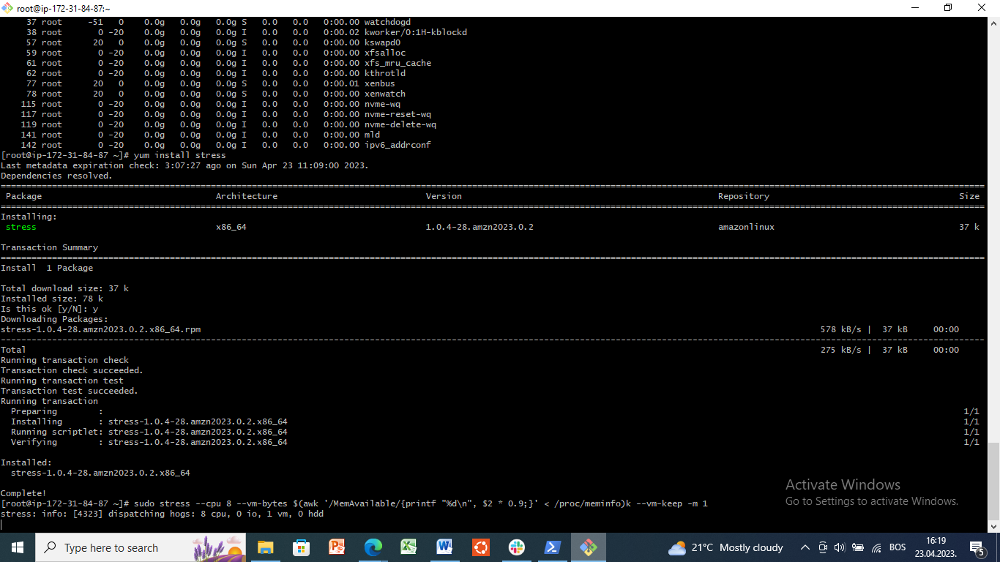 root@ip-172-31-84-87:~
37 root -51 0 0.0g 0.0g 0.0g S 0.0 0.0 0:00.00 watchdogd
38 root 0 -20 0.0g 0.0g 0.0g I 0.0 0.0 0:00.02 kworker/0:1H-kblockd
57 root 20 0 0.0g 0.0g 0.0g S 0.0 0.0 0:00.00 kswapd0
59 root 0 -20 0.0g 0.0g 0.0g I 0.0 0.0 0:00.00 xfsalloc
61 root 0 -20 0.0g 0.0g 0.0g I 0.0 0.0 0:00.00 xfs_mru_cache
62 root 0 -20 0.0g 0.0g 0.0g I 0.0 0.0 0:00.00 kthrotld
77 root 20 0 0.0g 0.0g 0.0g S 0.0 0.0 0:00.01 xenbus
78 root 20 0 0.0g 0.0g 0.0g S 0.0 0.0 0:00.00 xenwatch
115 root 0 -20 0.0g 0.0g 0.0g I 0.0 0.0 0:00.00 nvme-wq
117 root 0 -20 0.0g 0.0g 0.0g I 0.0 0.0 0:00.00 nvme-reset-wq
119 root 0 -20 0.0g 0.0g 0.0g I 0.0 0.0 0:00.00 nvme-delete-wq
141 root 0 -20 0.0g 0.0g 0.0g I 0.0 0.0 0:00.00 mld
142 root 0 -20 0.0g 0.0g 0.0g I 0.0 0.0 0:00.00 ipv6_addrconf
[root@ip-172-31-84-87 ~]# yum install stress
Last metadata expiration check: 3:07:27 ago on Sun Apr 23 11:09:00 2023.
Dependencies resolved.
Package Architecture Version Repository Size
Installing:
stress x86_64 1.0.4-28.amzn2023.0.2 amazonlinux 37 k
Transaction Summary
Install 1 Package
Total download size: 37 k
Installed size: 78 k
Is this ok [y/N]: y
Downloading Packages:
stress-1.0.4-28.amzn2023.0.2.x86_64.rpm 578 kB/s | 37 kB 00:00
Total 275 kB/s | 37 kB 00:00
Running transaction check
Transaction check succeeded.
Running transaction test
Transaction test succeeded.
Running transaction
Preparing : 1/1
Installing : stress-1.0.4-28.amzn2023.0.2.x86_64 1/1
Running scriptlet: stress-1.0.4-28.amzn2023.0.2.x86_64 1/1
Verifying : stress-1.0.4-28.amzn2023.0.2.x86_64 1/1
Installed:
stress-1.0.4-28.amzn2023.0.2.x86_64
Complete!
[root@ip-172-31-84-87 ~]# sudo stress --cpu 8 --vm-bytes $(awk '/MemAvailable/{printf "%d\n", $2 * 0.9;}' < /proc/meminfo)k --vm-keep -m 1
stress: info: [4323] dispatching hogs: 8 cpu, 0 io, 1 vm, 0 hdd
Activate Windows
Go to Settings to activate Windows.
Type here to search
21°C Mostly cloudy
BOS
16:19
23.04.2023.
5